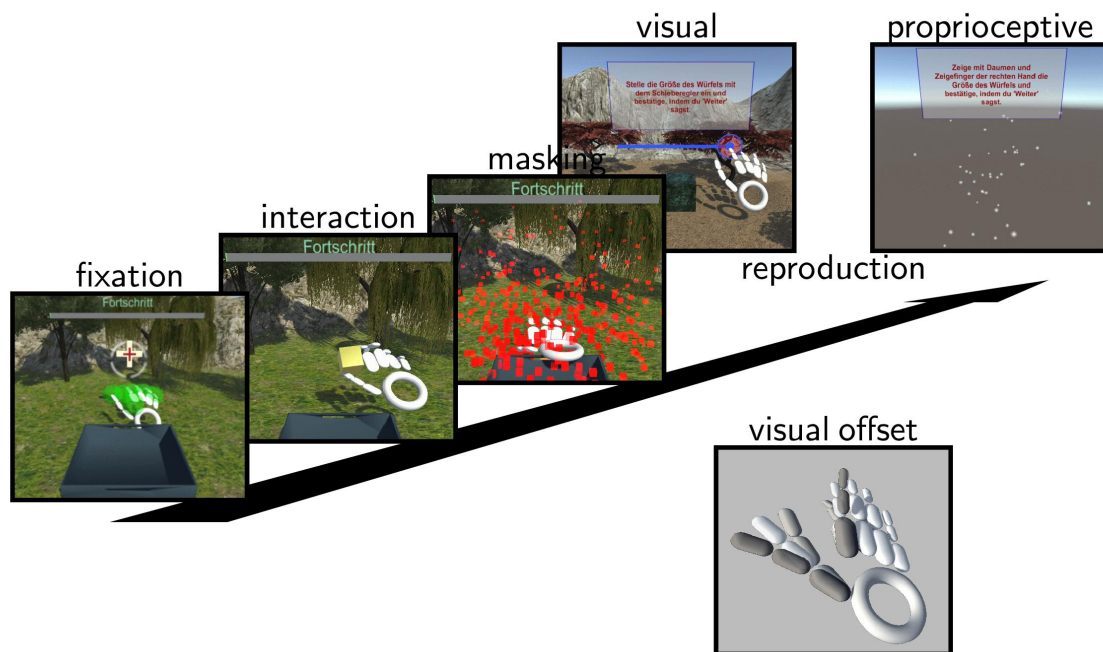 visual
proprioceptive
Stelle die Größe des Würfels mit
dem Schieberegler ein und
bestätige, indem du 'Weiter'
sagst.
Zeige mit Daumen und
Zeigefinger der rechten Hand die
Größe des Würfels und
bestätige, indem du 'Weiter'
sagst.
masking
Fortschritt
interaction
Fortschritt
fixation
Fortschritt
reproduction
visual offset